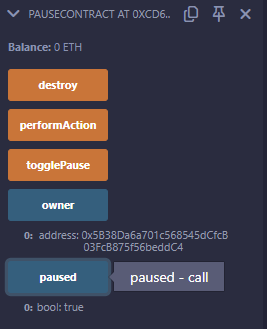 PAUSECONTRACT AT 0XCD6..
Balance: 0 ETH
destroy
performAction
togglePause
owner
0: address: 0x5B38Da6a701c568545dCfcB
03FcB875f56beddC4
paused
paused - call
0: bool: true